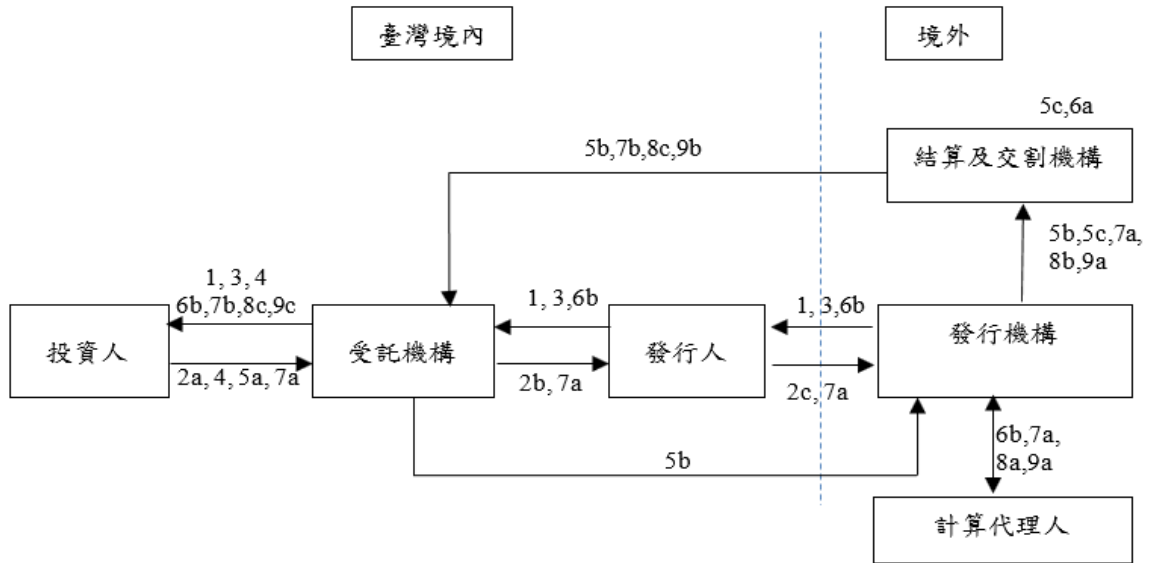 臺灣境內
境外
5c,6a
結算及交割機構
5b,7b,8c,9b
5b,5c,7a,
8b,9a
1, 3, 4
6b,7b,8c,9c
1, 3,6b
1, 3,6b
投資人
受託機構
發行人
發行機構
2a, 4, 5a, 7a
2b, 7a
2c, 7a
6b,7a,
8a,9a
5b
計算代理人